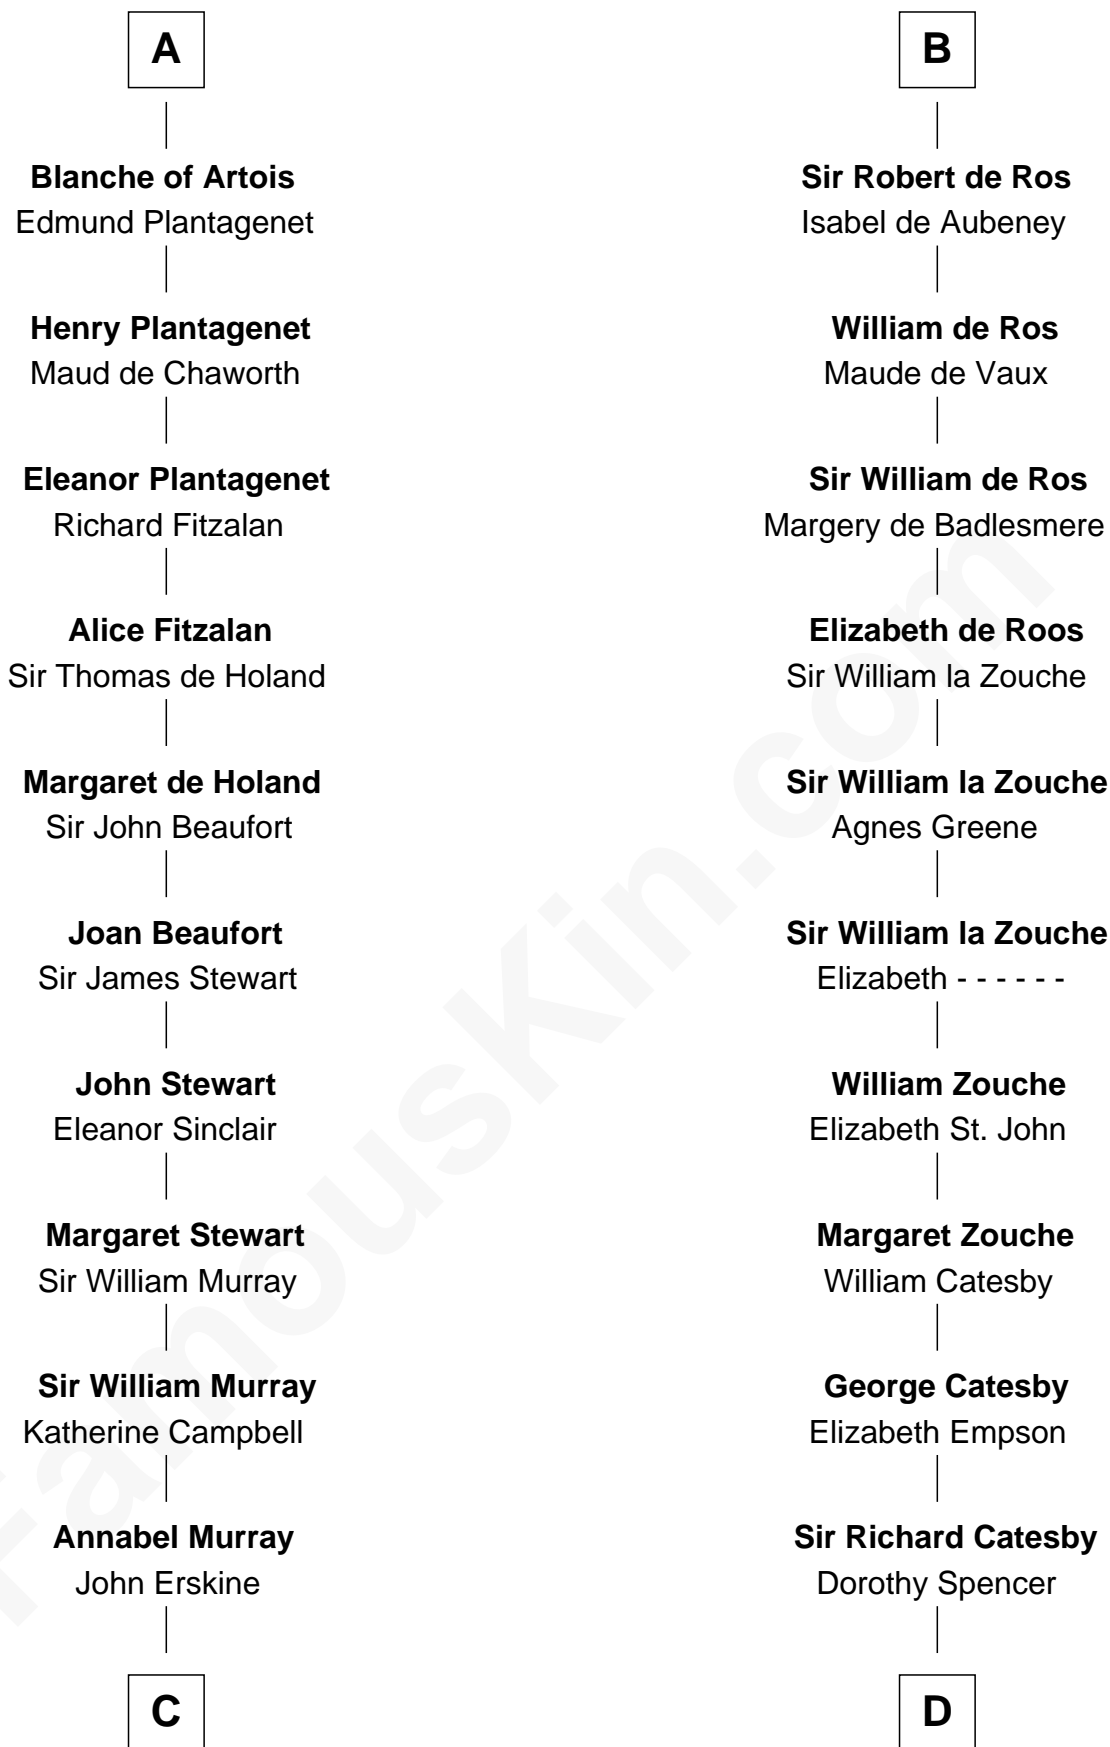 A
Blanche of Artois
Edmund Plantagenet
Henry Plantagenet
Maud de Chaworth
Eleanor Plantagenet
Richard Fitzalan
Alice Fitzalan
Sir Thomas de Holand
Margaret de Holand
Sir John Beaufort
Joan Beaufort
Sir James Stewart
John Stewart
Eleanor Sinclair
Margaret Stewart
Sir William Murray
Sir William Murray
Katherine Campbell
Annabel Murray
John Erskine
C
B
Sir Robert de Ros
Isabel de Aubeney
William de Ros
Maude de Vaux
Sir William de Ros
Margery de Badlesmere
Elizabeth de Roos
Sir William la Zouche
Sir William la Zouche
Agnes Greene
Sir William la Zouche
Elizabeth - - - - - -
William Zouche
Elizabeth St. John
Margaret Zouche
William Catesby
George Catesby
Elizabeth Empson
Sir Richard Catesby
Dorothy Spencer
D
FamousKin.com